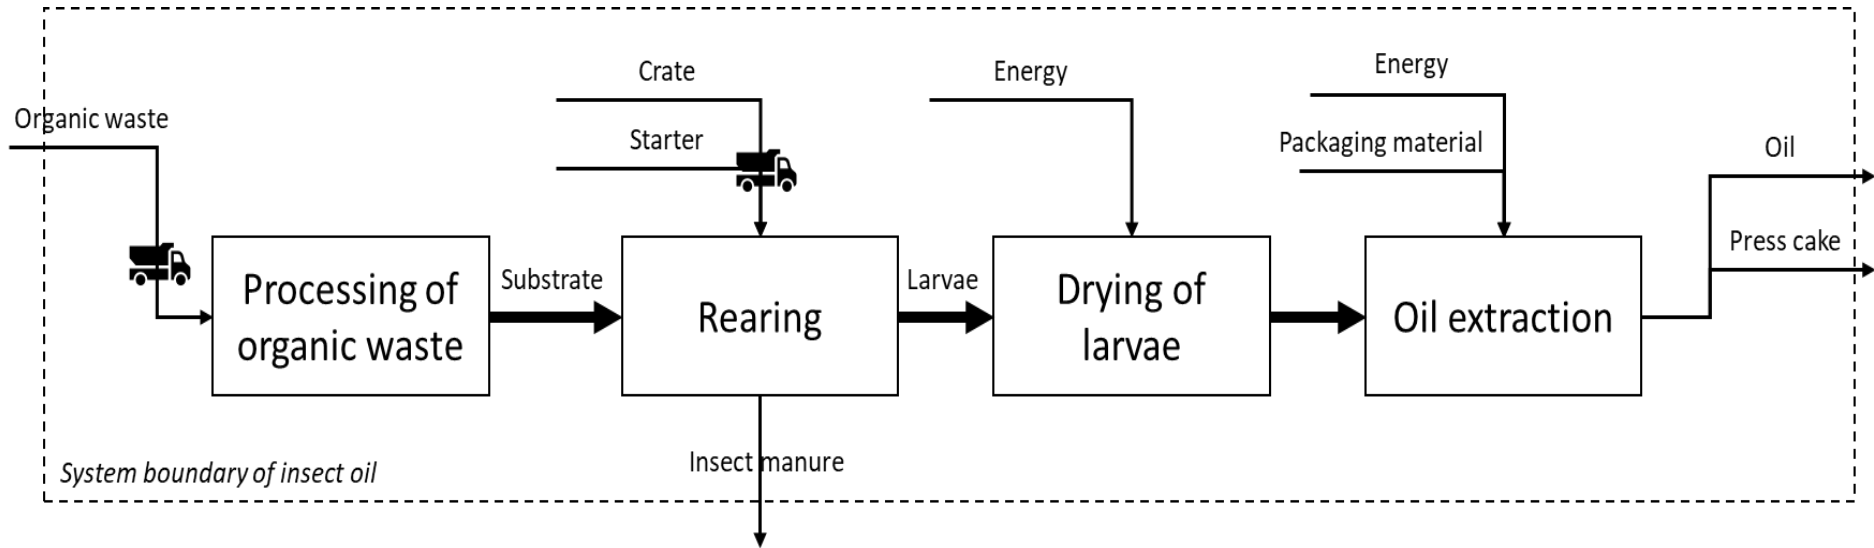 Crate
Energy
Energy
Organic waste
Starter
Packaging material
Oil
Press cake
Processing of
organic waste
Substrate
Rearing
Larvae
Drying of
larvae
Oil extraction
Insect manure
System boundary of insect oil